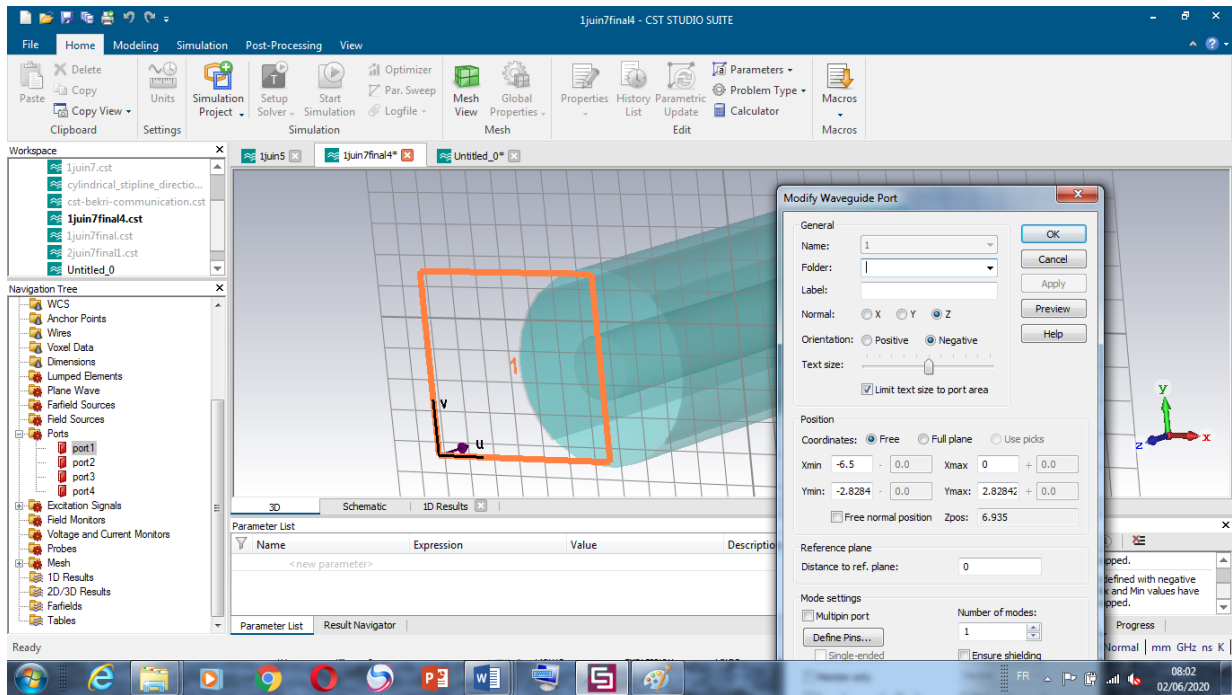 1juin7final4 - CST STUDIO SUITE
File Home Modeling Simulation Post-Processing View
Paste
Delete
Copy
Copy View
Clipboard
Units
Settings
Simulation Project
Setup Solver
Start Simulation
Optimizer
Par. Sweep
Logfile
Simulation
Mesh View
Global Properties
Mesh
Properties
History List
Parametric Update
Parameters
Problem Type
Calculator
Edit
Macros
Macros
Workspace
1juin7.cst
cylindrical_stipline_directio...
cst-bekri-communication.cst
1juin7final4.cst
1juin7final.cst
2juin7final1.cst
Untitled_0
Navigation Tree
WCS
Anchor Points
Wires
Voxel Data
Dimensions
Lumped Elements
Plane Wave
Farfield Sources
Field Sources
Ports
port1
port2
port3
port4
Excitation Signals
Field Monitors
Voltage and Current Monitors
Probes
Mesh
1D Results
2D/3D Results
Farfields
Tables
1juin5 1juin7final4* Untitled_0*
1
v
u
y
x
z
3D Schematic 1D Results
Parameter List
Name Expression Value Descriptio
<new parameter>
Parameter List Result Navigator
Modify Waveguide Port
General
Name: 1
Folder:
Label:
Normal: X Y Z
Orientation: Positive Negative
Text size:
Limit text size to port area
OK
Cancel
Apply
Preview
Help
Position
Coordinates: Free Full plane Use picks
Xmin -6.5 - 0.0 Xmax 0 + 0.0
Ymin: -2.8284 - 0.0 Ymax: 2.82842 + 0.0
Free normal position Zpos: 6.935
Reference plane
Distance to ref. plane: 0
Mode settings
Multipin port Number of modes:
Define Pins... 1
Single-ended Ensure shielding
pped.
efined with negative
x and Min values have
pped.
Progress
Ready
Normal mm GHz ns K
FR
08:02
02/06/2020